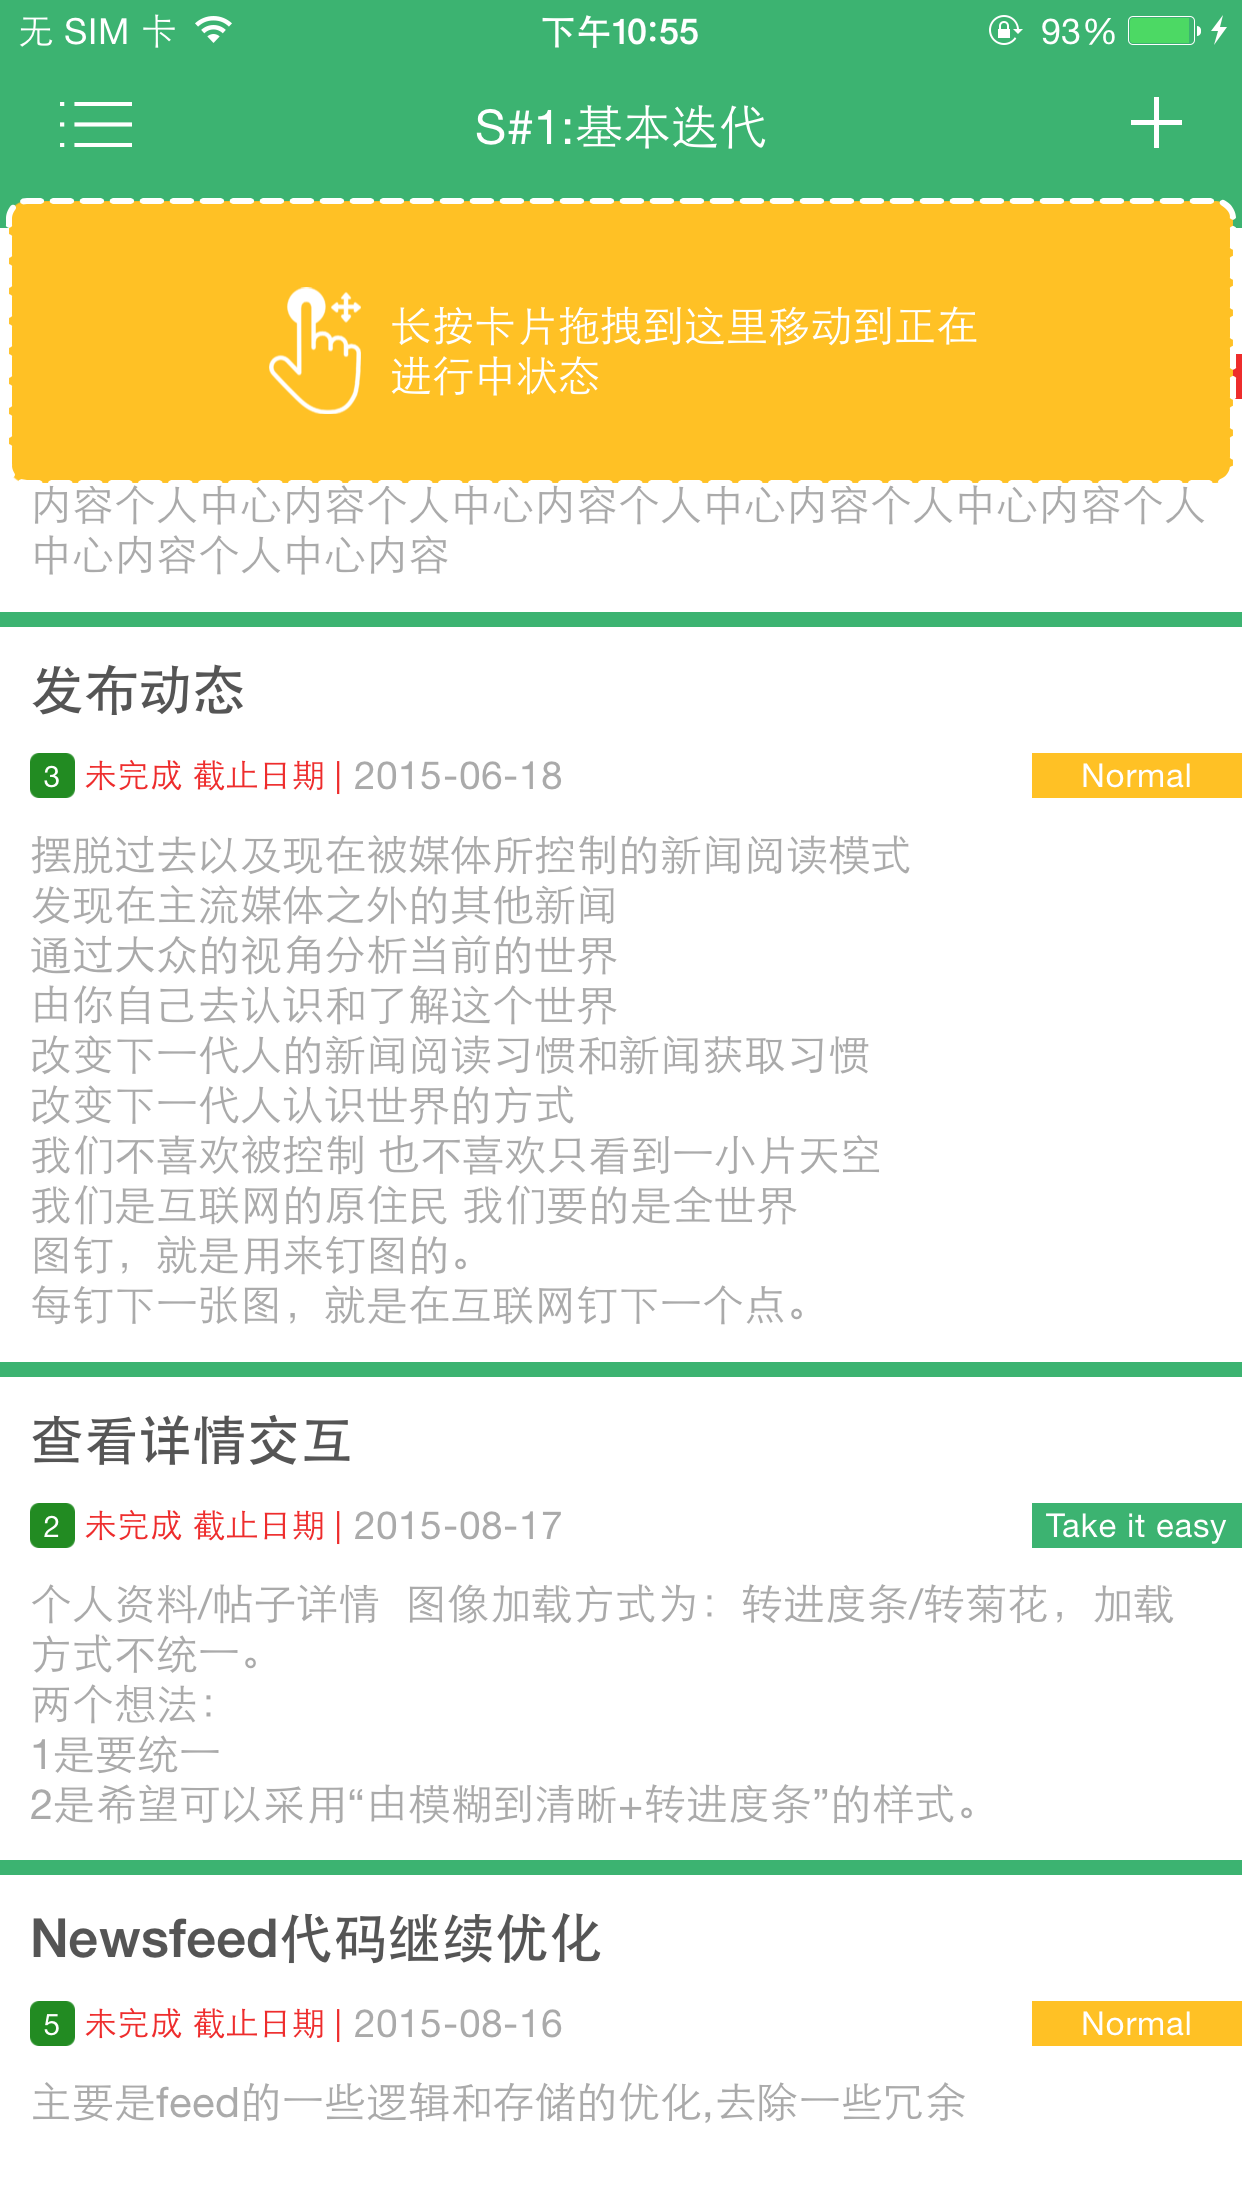 无 SIM 卡
下午10:55
93%
S#1:基本迭代
长按卡片拖拽到这里移动到正在
进行中状态
内容个人中心内容个人中心内容个人中心内容个人中心内容个人
中心内容个人中心内容
发布动态
3 未完成 截止日期 | 2015-06-18
Normal
摆脱过去以及现在被媒体所控制的新闻阅读模式
发现在主流媒体之外的其他新闻
通过大众的视角分析当前的世界
由你自己去认识和了解这个世界
改变下一代人的新闻阅读习惯和新闻获取习惯
改变下一代人认识世界的方式
我们不喜欢被控制 也不喜欢只看到一小片天空
我们是互联网的原住民 我们要的是全世界
图钉，就是用来钉图的。
每钉下一张图，就是在互联网钉下一个点。
查看详情交互
2 未完成 截止日期 | 2015-08-17
Take it easy
个人资料/帖子详情  图像加载方式为：转进度条/转菊花，加载
方式不统一。
两个想法：
1是要统一
2是希望可以采用“由模糊到清晰+转进度条”的样式。
Newsfeed代码继续优化
5 未完成 截止日期 | 2015-08-16
Normal
主要是feed的一些逻辑和存储的优化,去除一些冗余